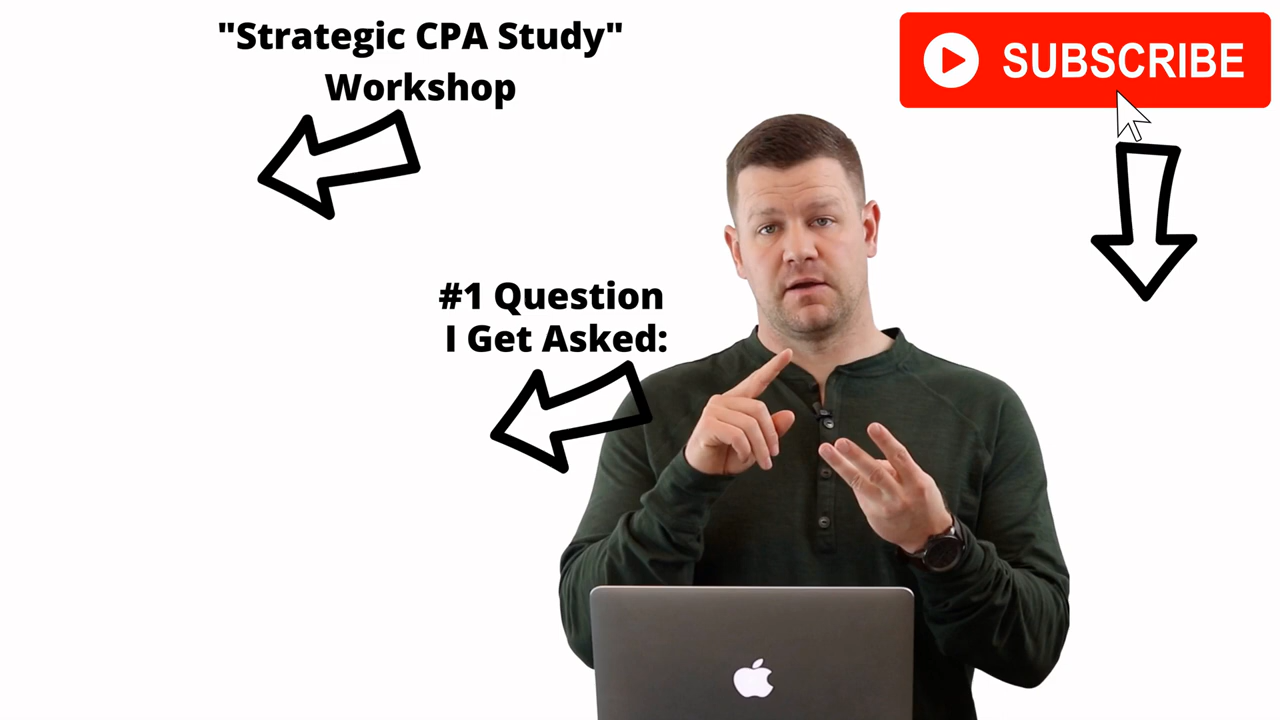 "Strategic CPA Study"
Workshop
SUBSCRIBE
#1 Question
I Get Asked: